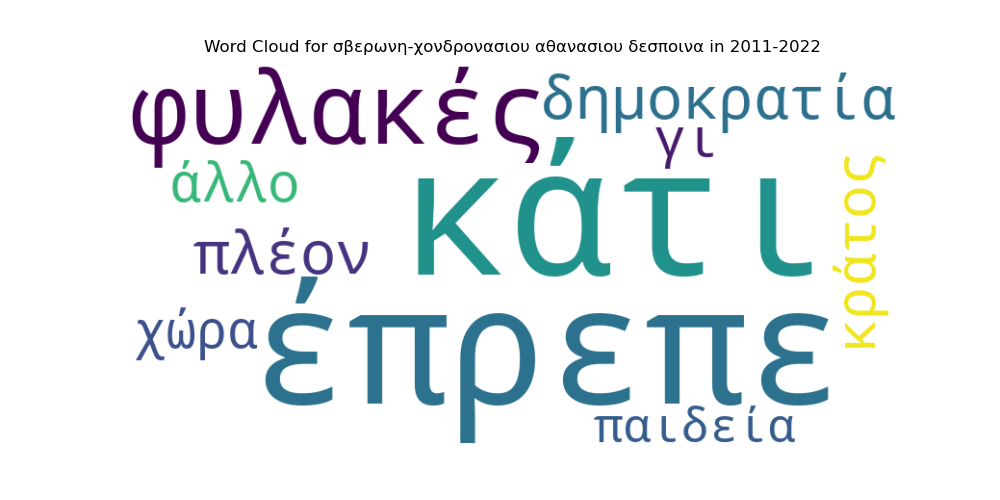 Word Cloud for σβερωνη-χονδρονασιου αθανασιου δεσποινα in 2011-2022
φυλακές
δημοκρατία
γι
άλλο
κάτι
κράτος
πλέον
χώρα
έπρεπε
παιδεία